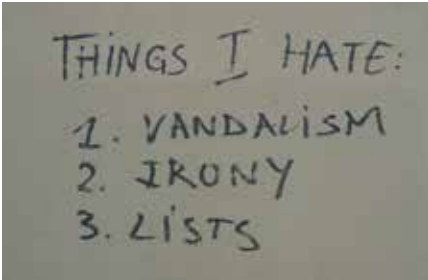 THINGS I HATE:
1. VANDALISM
2. IRONY
3. LISTS